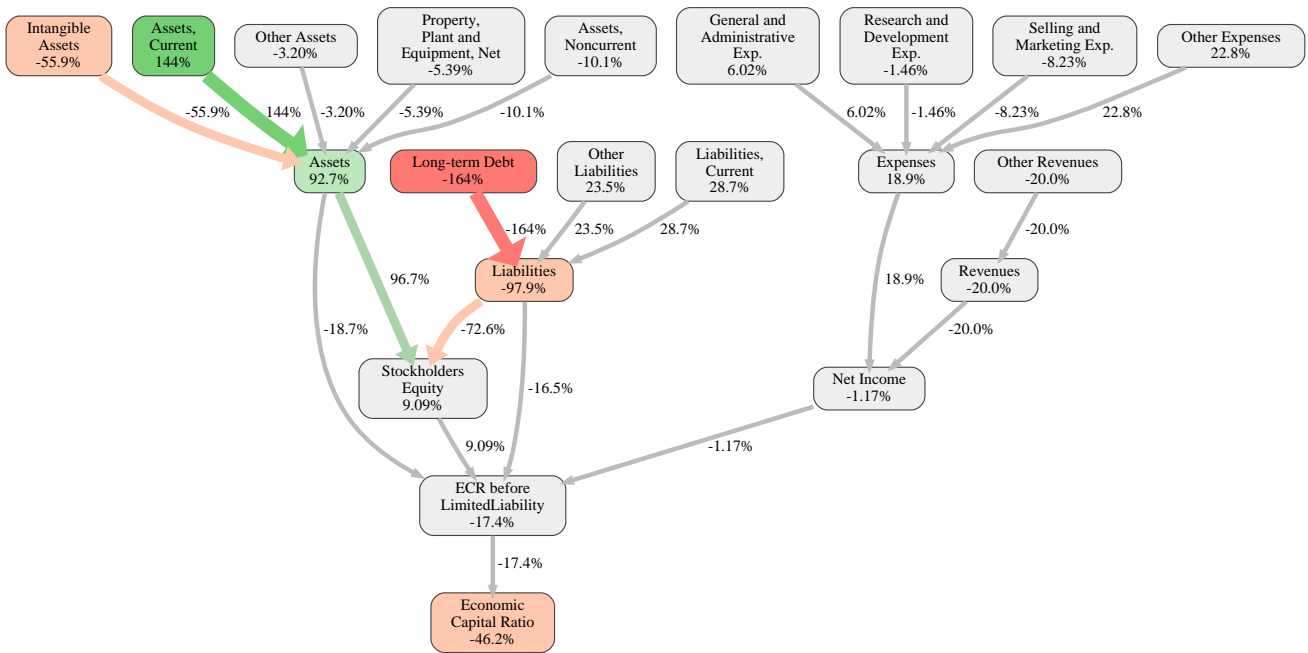 Intangible
Assets
-55.9%
Assets,
Current
144%
Other Assets
-3.20%
Property,
Plant and
Equipment, Net
-5.39%
Assets,
Noncurrent
-10.1%
General and
Administrative
Exp.
6.02%
Research and
Development
Exp.
-1.46%
Selling and
Marketing Exp.
-8.23%
Other Expenses
22.8%
-55.9%
144%
-3.20%
-5.39%
-10.1%
6.02%
-1.46%
-8.23%
22.8%
Assets
92.7%
Long-term Debt
-164%
Other
Liabilities
23.5%
Liabilities,
Current
28.7%
Expenses
18.9%
Other Revenues
-20.0%
-164%
23.5%
28.7%
-20.0%
96.7%
Liabilities
-97.9%
18.9%
Revenues
-20.0%
-18.7%
-72.6%
-20.0%
Stockholders
Equity
9.09%
-16.5%
Net Income
-1.17%
9.09%
-1.17%
ECR before
LimitedLiability
-17.4%
-17.4%
Economic
Capital Ratio
-46.2%